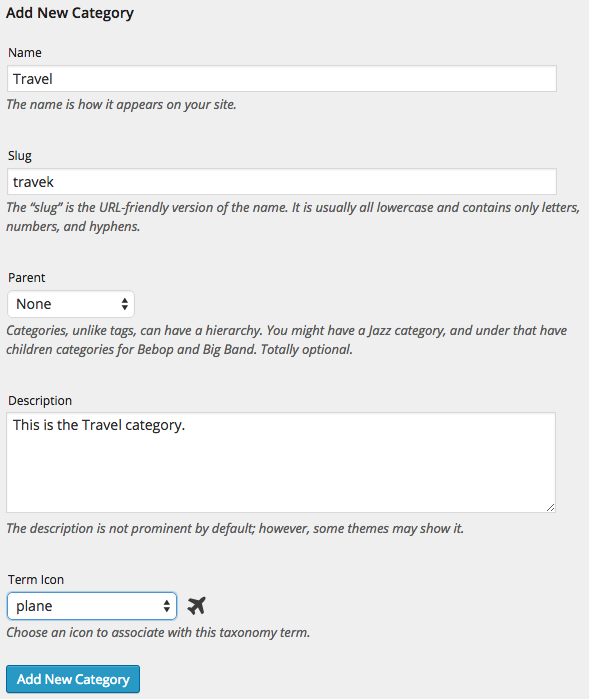 Add New Category
Name
Travel
The name is how it appears on your site.
Slug
travek
The “slug” is the URL-friendly version of the name. It is usually all lowercase and contains only letters,
numbers, and hyphens.
Parent
None
Categories, unlike tags, can have a hierarchy. You might have a Jazz category, and under that have
children categories for Bebop and Big Band. Totally optional.
Description
This is the Travel category.
The description is not prominent by default; however, some themes may show it.
Term Icon
plane
Choose an icon to associate with this taxonomy term.
Add New Category